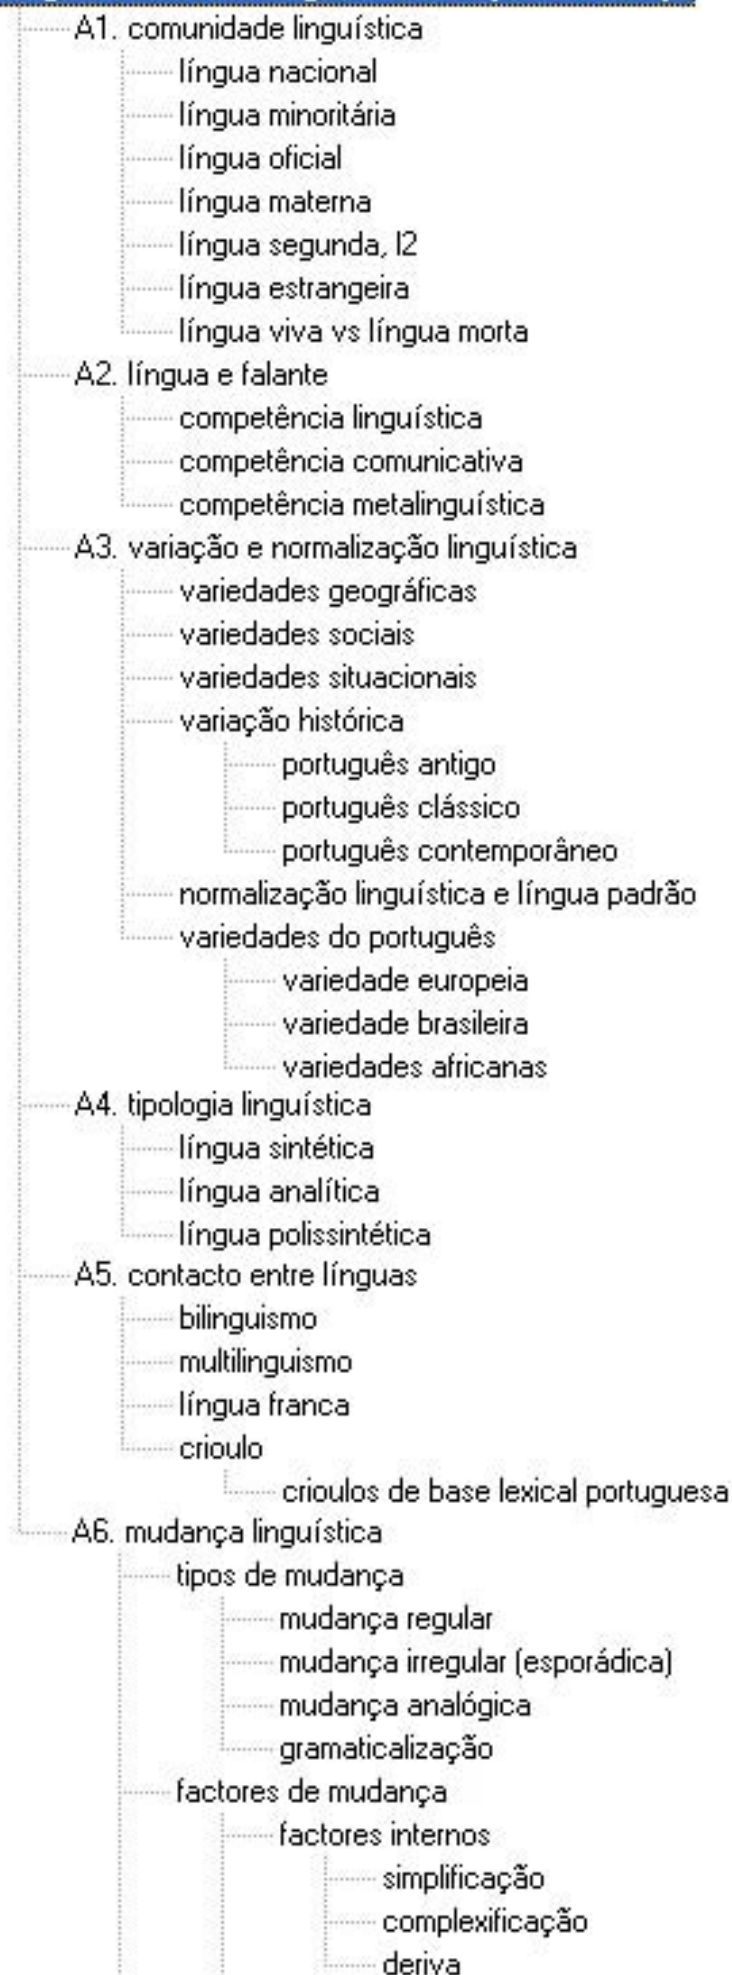 A1. comunidade linguística
língua nacional
língua minoritária
língua oficial
língua materna
língua segunda, l2
língua estrangeira
língua viva vs língua morta
A2. língua e falante
competência linguística
competência comunicativa
competência metalinguística
A3. variação e normalização linguística
variedades geográficas
variedades sociais
variedades situacionais
variação histórica
português antigo
português clássico
português contemporâneo
normalização linguística e língua padrão
variedades do português
variedade europeia
variedade brasileira
variedades africanas
A4. tipologia linguística
língua sintética
língua analítica
língua polissintética
A5. contacto entre línguas
bilinguismo
multilinguismo
língua franca
crioulo
crioulos de base lexical portuguesa
A6. mudança linguística
tipos de mudança
mudança regular
mudança irregular (esporádica)
mudança analógica
gramaticalização
factores de mudança
factores internos
simplificação
complexificação
deriva